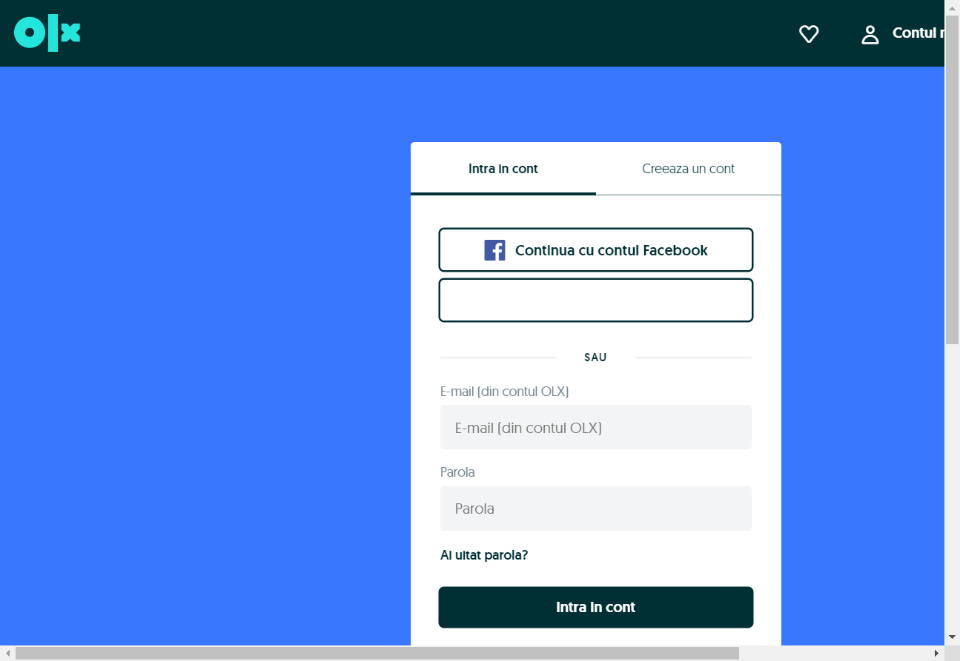 olx
Contul
Intra in cont
Creeaza un cont
Continua cu contul Facebook
SAU
E-mail (din contul OLX)
E-mail (din contul OLX)
Parola
Parola
Ai uitat parola?
Intra in cont